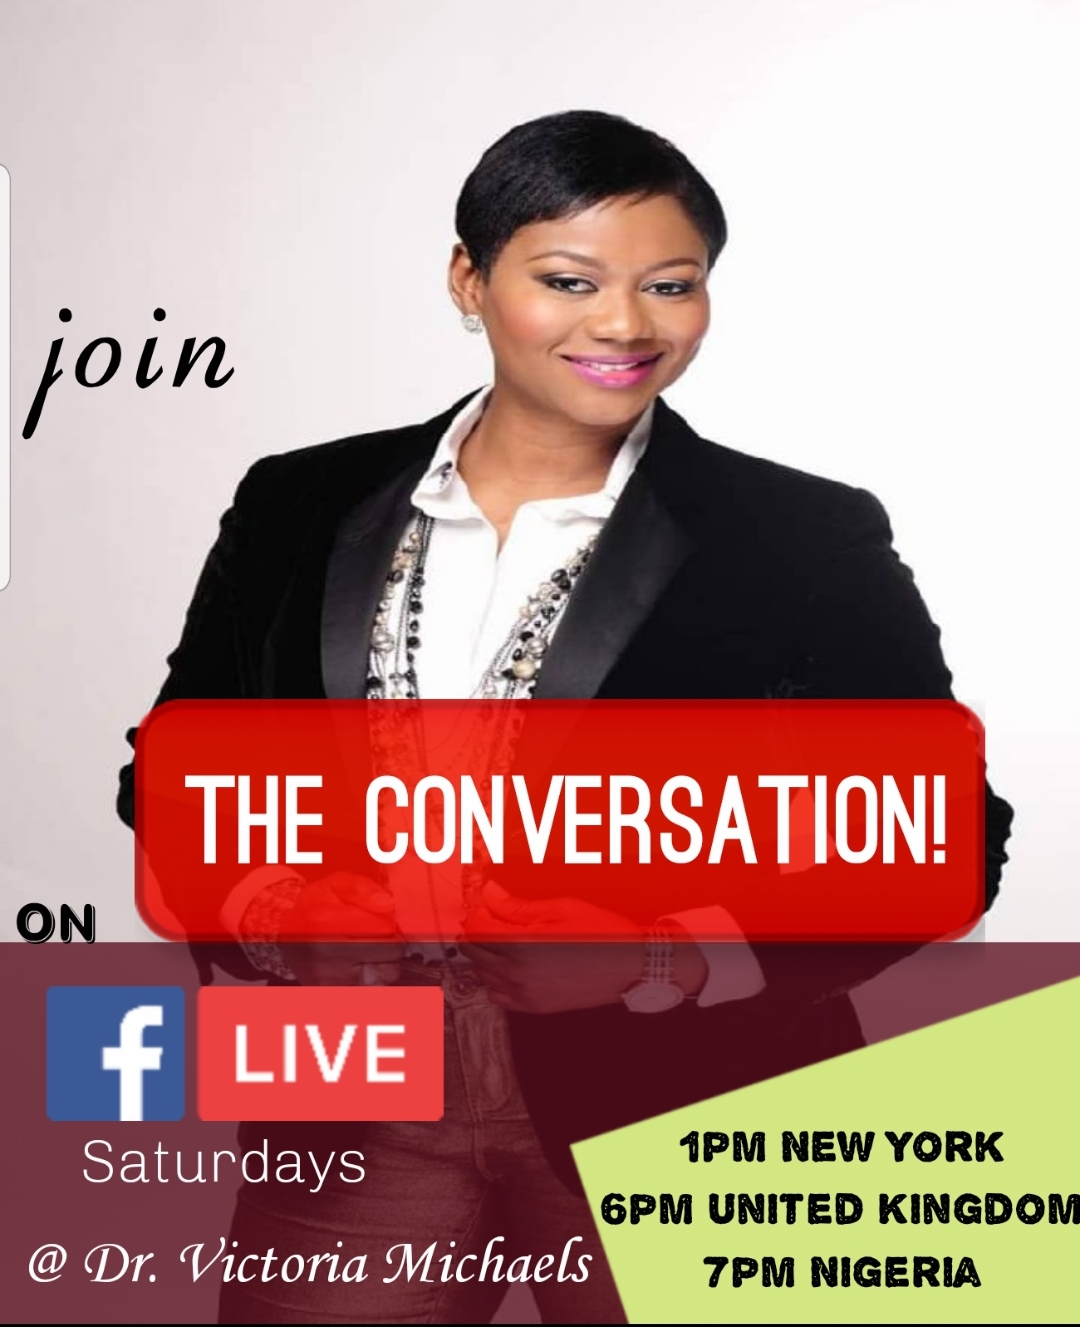 join
THE CONVERSATION!
ON
f LIVE
Saturdays
@ Dr. Victoria Michaels
1PM NEW YORK
6PM UNITED KINGDOM
7PM NIGERIA